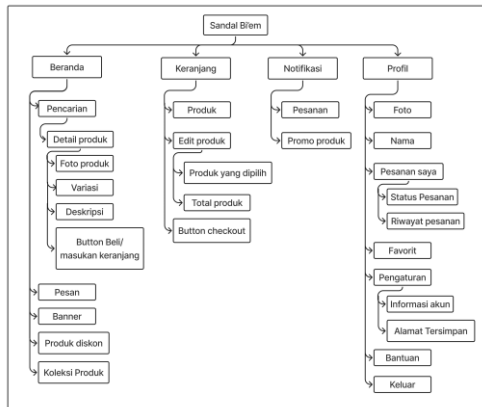 Sandal Bi'em
Beranda
Keranjang
Notifikasi
Profil
Pencarian
Detail produk
Foto produk
Variasi
Deskripsi
Button Beli/
masukan keranjang
Pesan
Banner
Produk diskon
Koleksi Produk
Produk
Edit produk
Produk yang dipilih
Total produk
Button checkout
Pesanan
Promo produk
Foto
Nama
Pesanan saya
Status Pesanan
Riwayat pesanan
Favorit
Pengaturan
Informasi akun
Alamat Tersimpan
Bantuan
Keluar